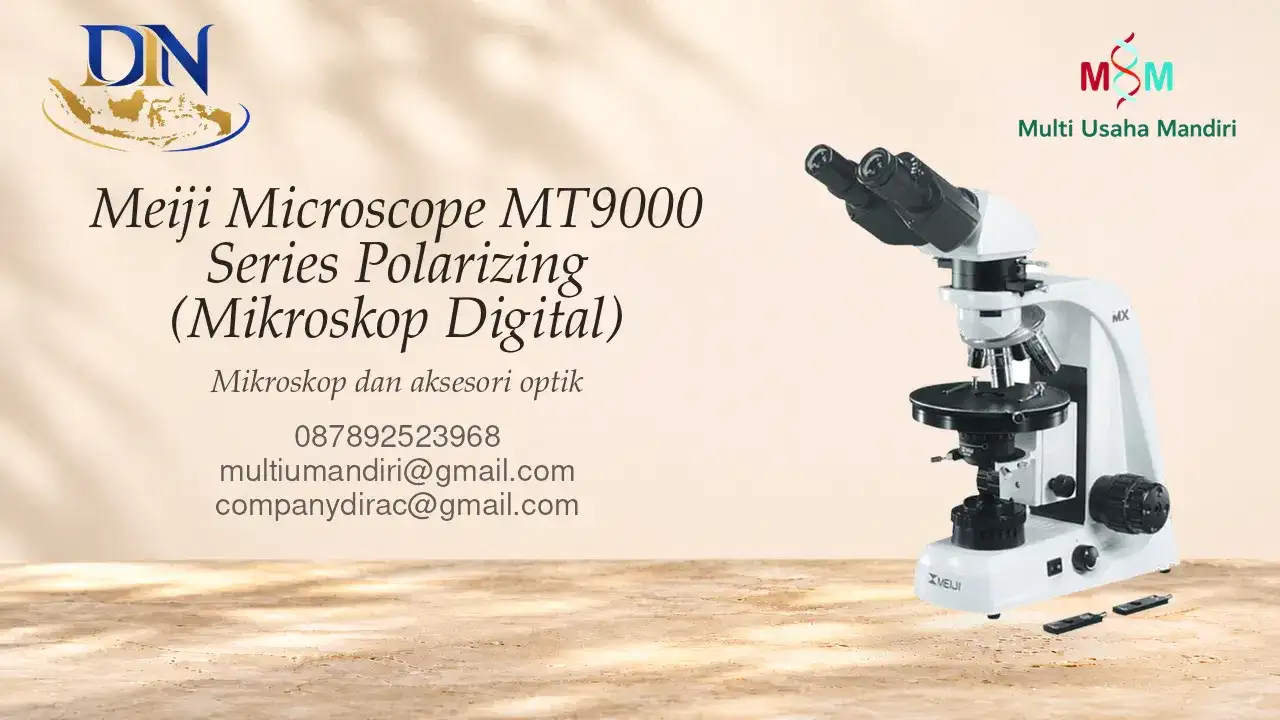 DIN
M M
Multi Usaha Mandiri
Meiji Microscope MT9000
Series Polarizing
(Mikroskop Digital)
Mikroskop dan aksesori optik
087892523968
multiumandiri@gmail.com
companydirac@gmail.com
MX
MEIJI